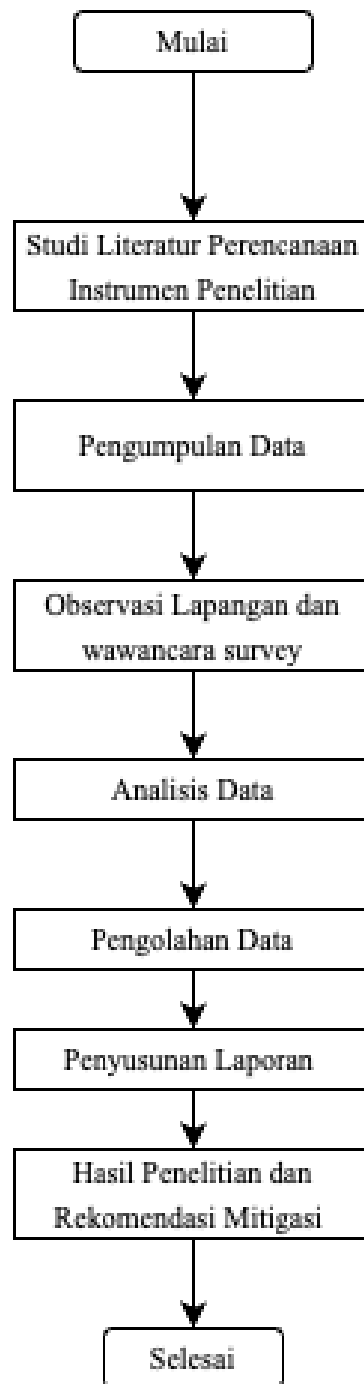 Mulai
Studi Literatur Perencanaan
Instrumen Penelitian
Pengumpulan Data
Observasi Lapangan dan
wawancara survey
Analisis Data
Pengolahan Data
Penyusunan Laporan
Hasil Penelitian dan
Rekomendasi Mitigasi
Selesai